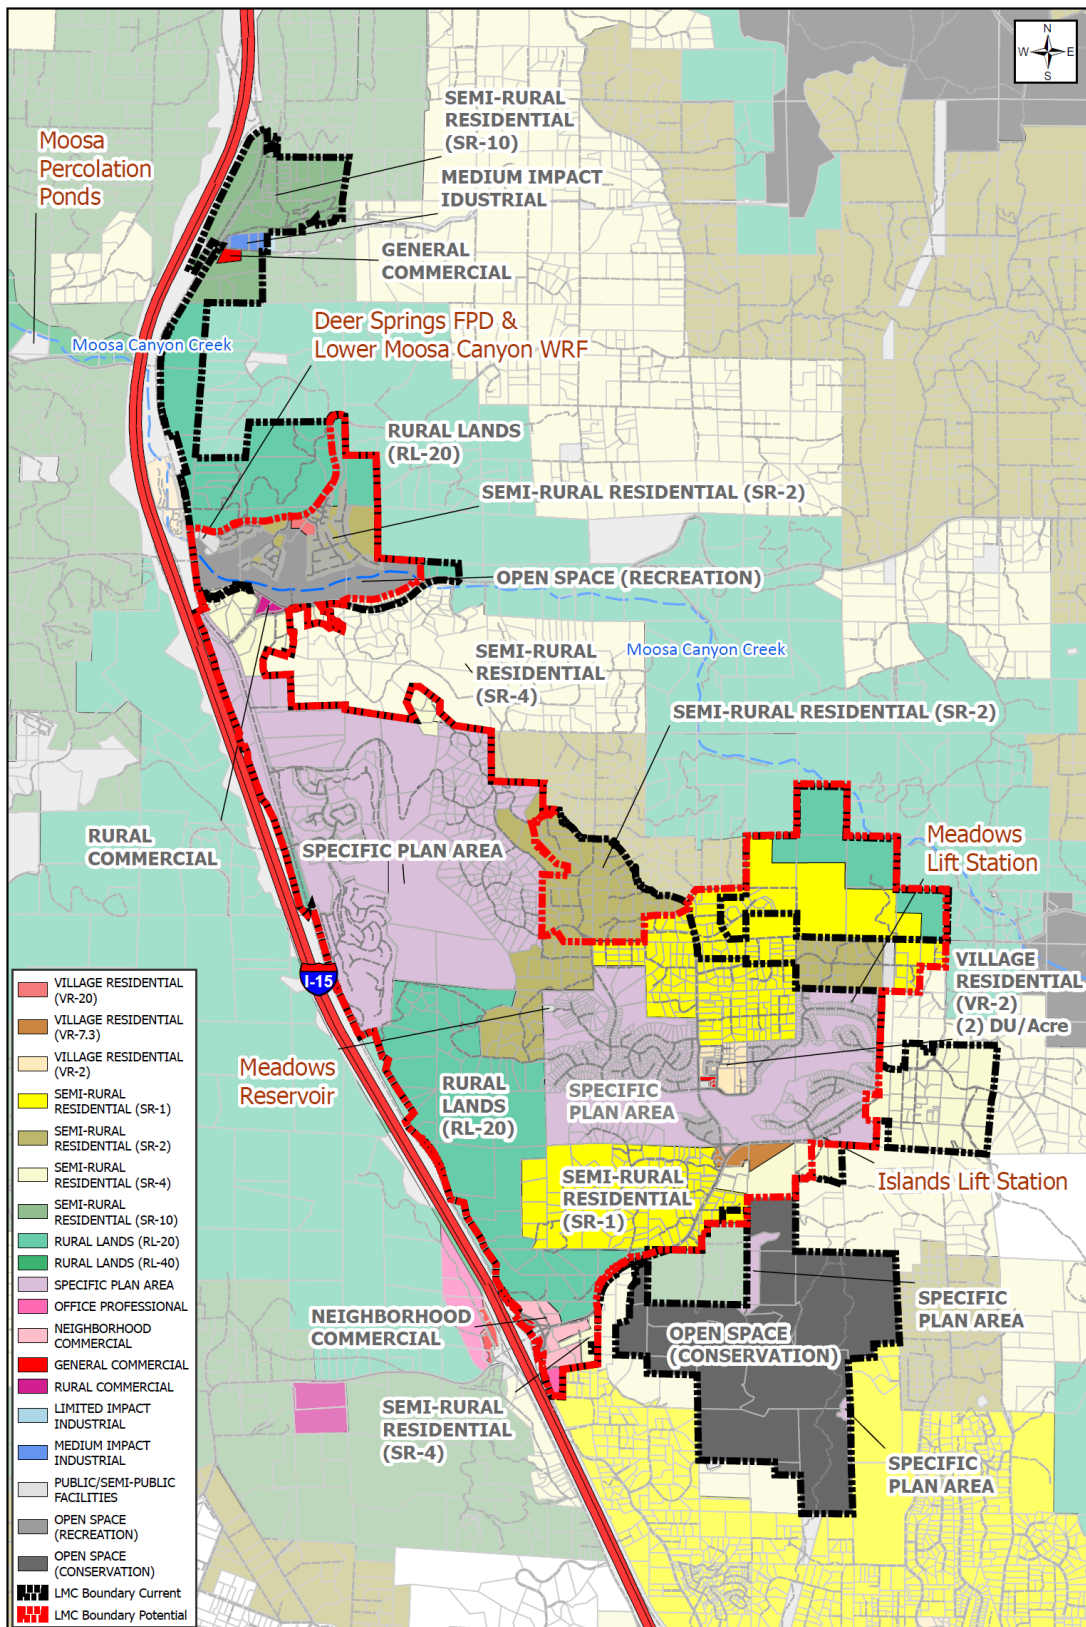 N
W E
S
SEMI-RURAL
RESIDENTIAL
(SR-10)
Moosa
Percolation
Ponds
MEDIUM IMPACT
IDUSTRIAL
GENERAL
COMMERCIAL
Deer Springs FPD &
Lower Moosa Canyon WRF
Moosa Canyon Creek
RURAL LANDS
(RL-20)
SEMI-RURAL RESIDENTIAL (SR-2)
OPEN SPACE (RECREATION)
SEMI-RURAL
RESIDENTIAL
(SR-4)
Moosa Canyon Creek
SEMI-RURAL RESIDENTIAL (SR-2)
RURAL
COMMERCIAL
SPECIFIC PLAN AREA
Meadows
Lift Station
I-15
VILLAGE
RESIDENTIAL
(VR-2)
(2) DU/Acre
Meadows
Reservoir
RURAL
LANDS
(RL-20)
SPECIFIC
PLAN AREA
SEMI-RURAL
RESIDENTIAL
(SR-1)
Islands Lift Station
NEIGHBORHOOD
COMMERCIAL
SPECIFIC
PLAN AREA
OPEN SPACE
(CONSERVATION)
SEMI-RURAL
RESIDENTIAL
(SR-4)
SPECIFIC
PLAN AREA
VILLAGE RESIDENTIAL
(VR-20)
VILLAGE RESIDENTIAL
(VR-7.3)
VILLAGE RESIDENTIAL
(VR-2)
SEMI-RURAL
RESIDENTIAL (SR-1)
SEMI-RURAL
RESIDENTIAL (SR-2)
SEMI-RURAL
RESIDENTIAL (SR-4)
SEMI-RURAL
RESIDENTIAL (SR-10)
RURAL LANDS (RL-20)
RURAL LANDS (RL-40)
SPECIFIC PLAN AREA
OFFICE PROFESSIONAL
NEIGHBORHOOD
COMMERCIAL
GENERAL COMMERCIAL
RURAL COMMERCIAL
LIMITED IMPACT
INDUSTRIAL
MEDIUM IMPACT
INDUSTRIAL
PUBLIC/SEMI-PUBLIC
FACILITIES
OPEN SPACE
(RECREATION)
OPEN SPACE
(CONSERVATION)
LMC Boundary Current
LMC Boundary Potential